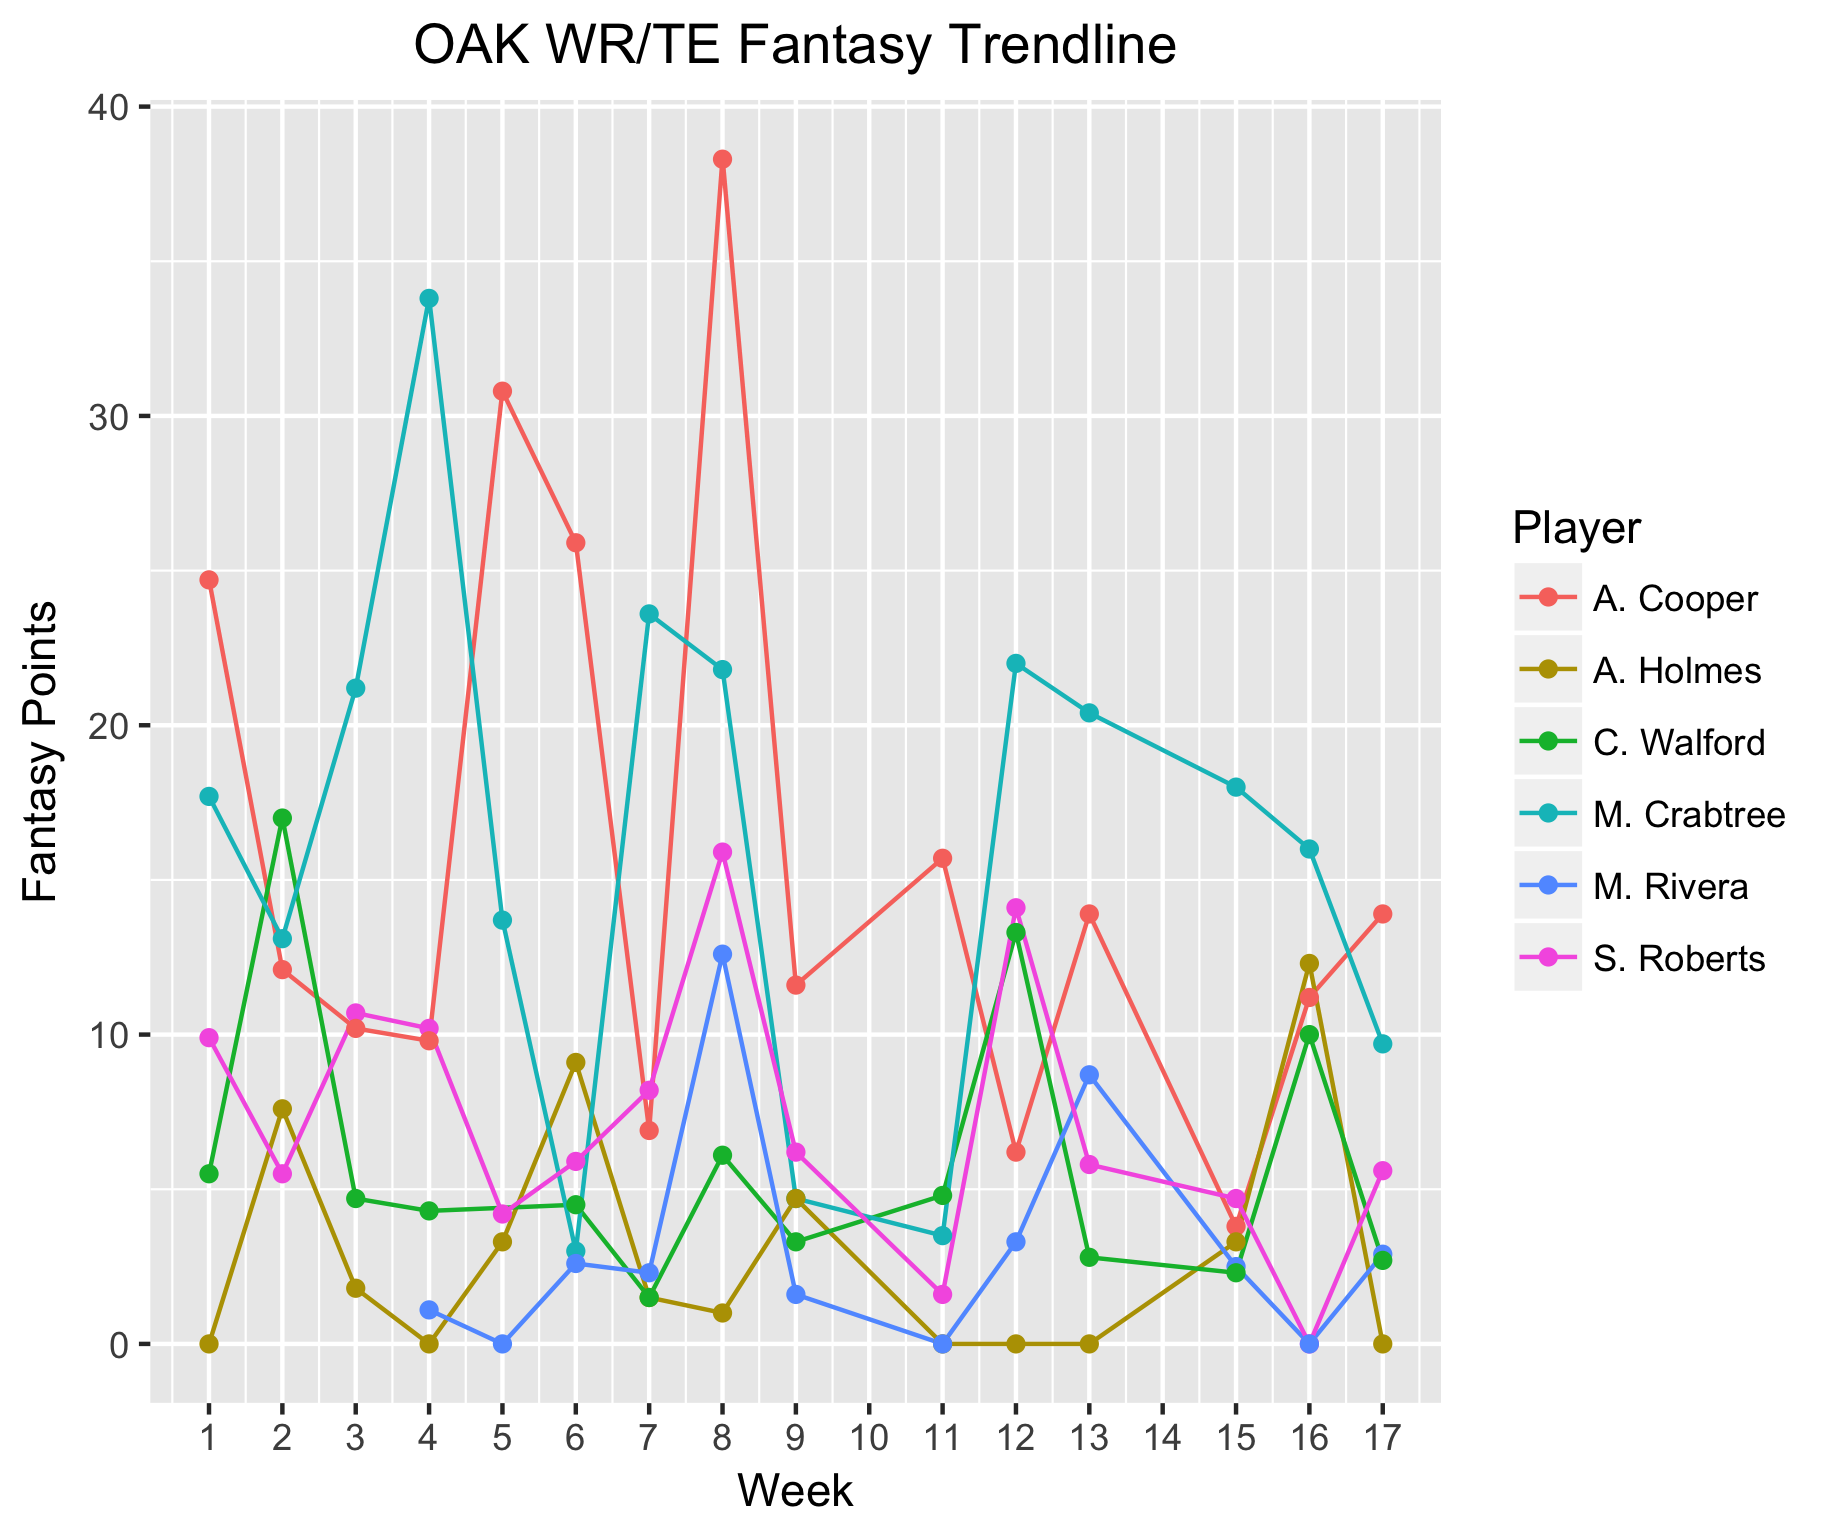 OAK WR/TE Fantasy Trendline
40
30
20
10
0
Fantasy Points
1 2 3 4 5 6 7 8 9 10 11 12 13 14 15 16 17
Week
Player
A. Cooper
A. Holmes
C. Walford
M. Crabtree
M. Rivera
S. Roberts